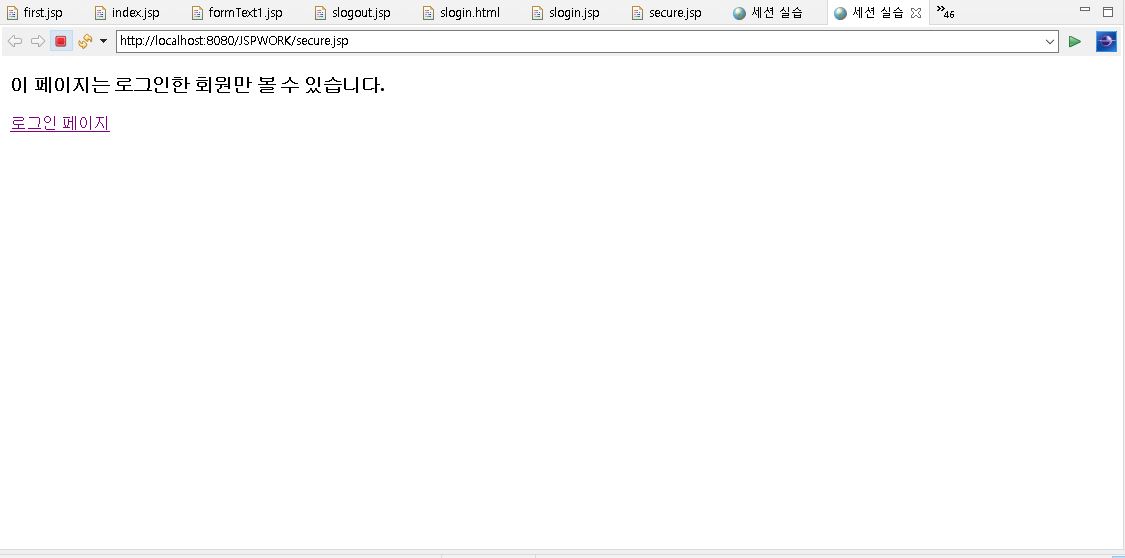 first.jsp index.jsp formText1.jsp slogout.jsp slogin.html slogin.jsp secure.jsp 세션 실습 세션 실습 46
http://localhost:8080/JSPWORK/secure.jsp
이 페이지는 로그인한 회원만 볼 수 있습니다.
로그인 페이지